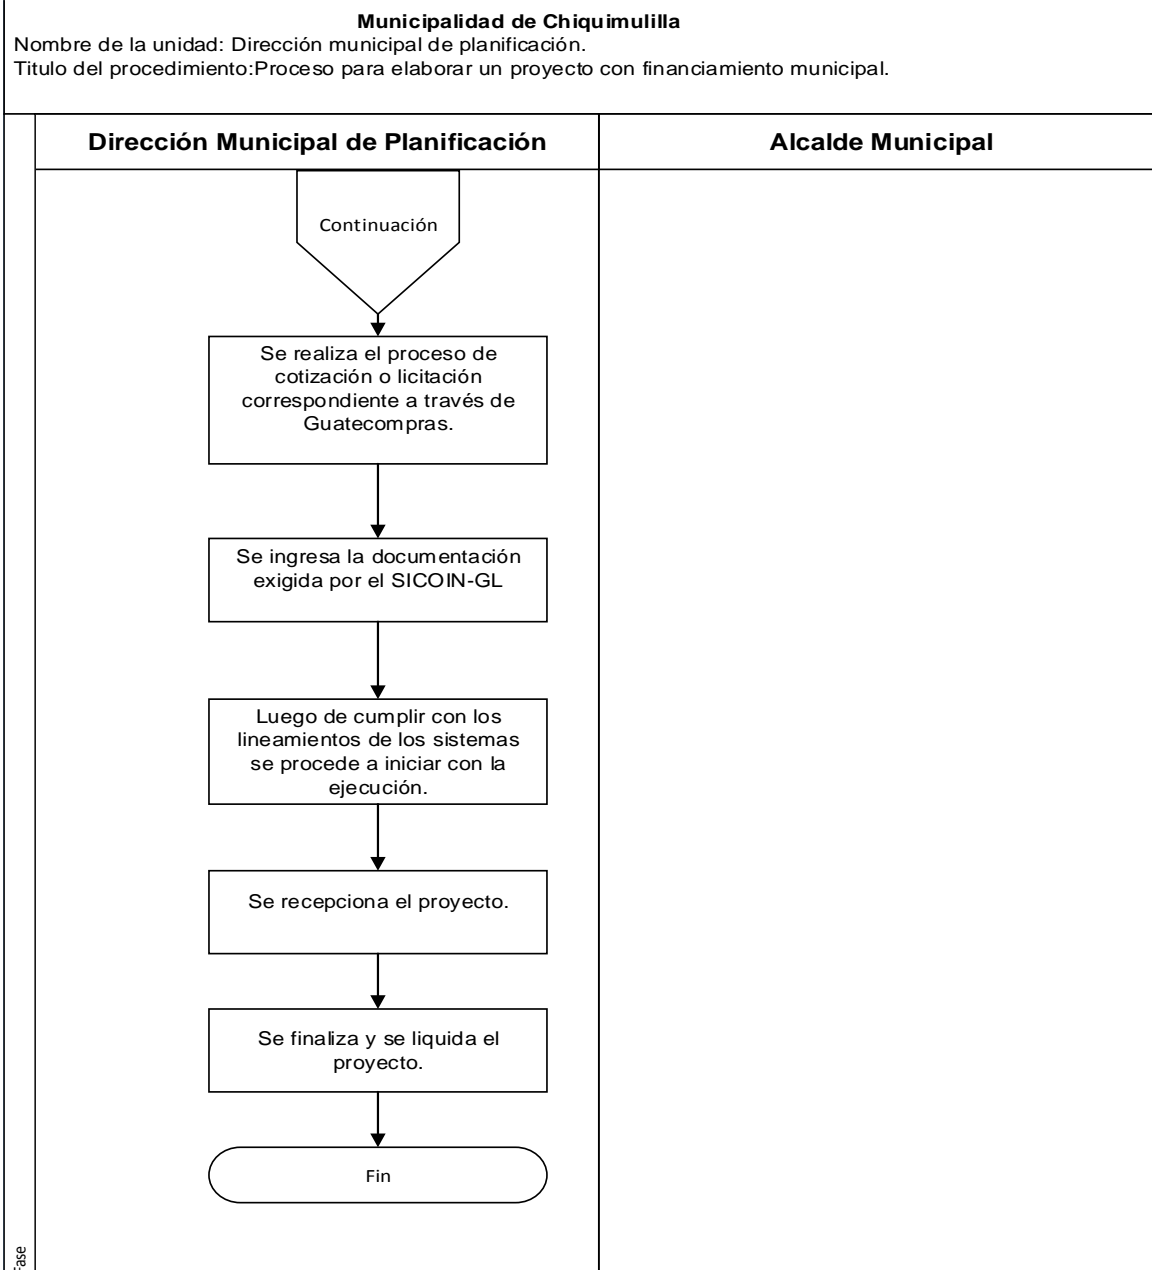 Municipalidad de Chiquimulilla
Nombre de la unidad: Dirección municipal de planificación.
Titulo del procedimiento:Proceso para elaborar un proyecto con financiamiento municipal.
Dirección Municipal de Planificación
Alcalde Municipal
Continuación
Se realiza el proceso de
cotización o licitación
correspondiente a través de
Guatecompras.
Se ingresa la documentación
exigida por el SICOIN-GL
Luego de cumplir con los
lineamientos de los sistemas
se procede a iniciar con la
ejecución.
Se recepciona el proyecto.
Se finaliza y se liquida el
proyecto.
Fin
Fase